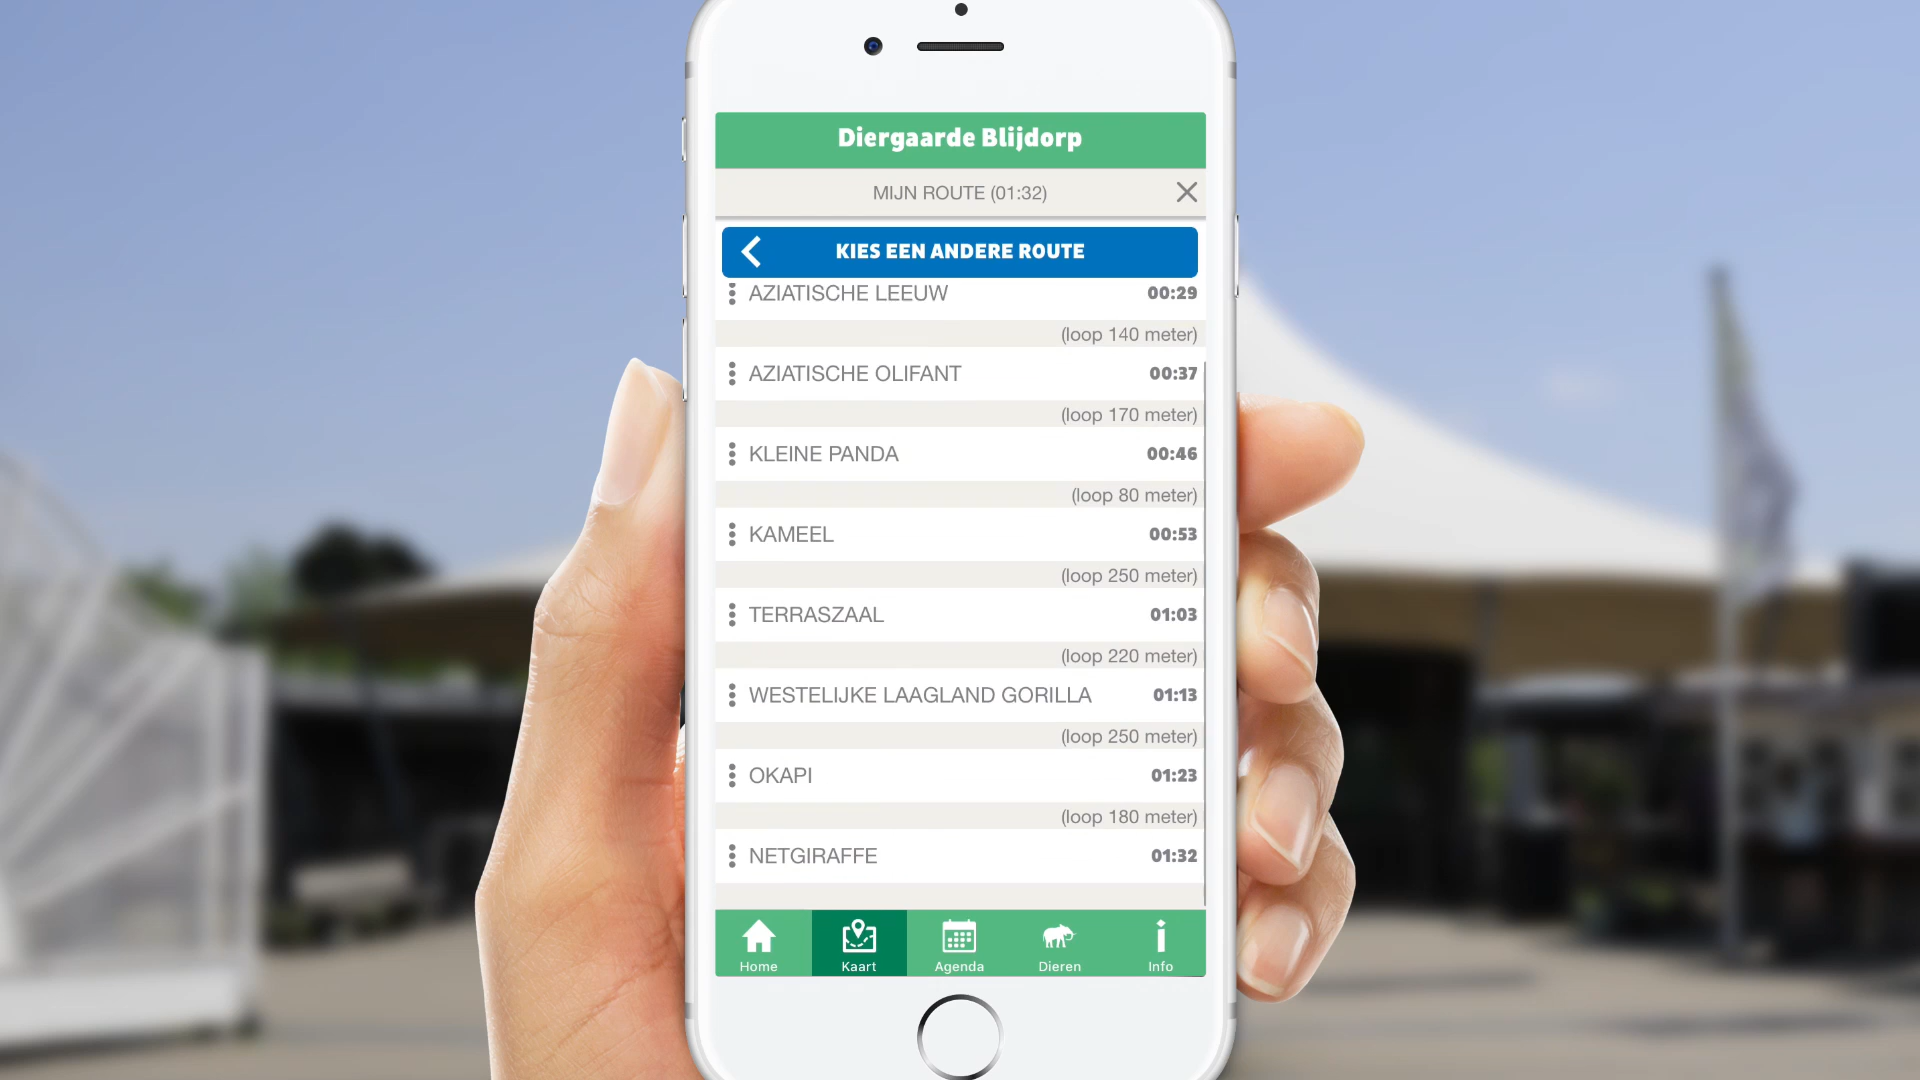 Diergaarde Blijdorp
MIJN ROUTE (01:32)
KIES EEN ANDERE ROUTE
AZIATISCHE LEEUW 00:29
(loop 140 meter)
AZIATISCHE OLIFANT 00:37
(loop 170 meter)
KLEINE PANDA 00:46
(loop 80 meter)
KAMEEL 00:53
(loop 250 meter)
TERRASZAAL 01:03
(loop 220 meter)
WESTELIJKE LAAGLAND GORILLA 01:13
(loop 250 meter)
OKAPI 01:23
(loop 180 meter)
NETGIRAFFE 01:32
Home Kaart Agenda Dieren Info